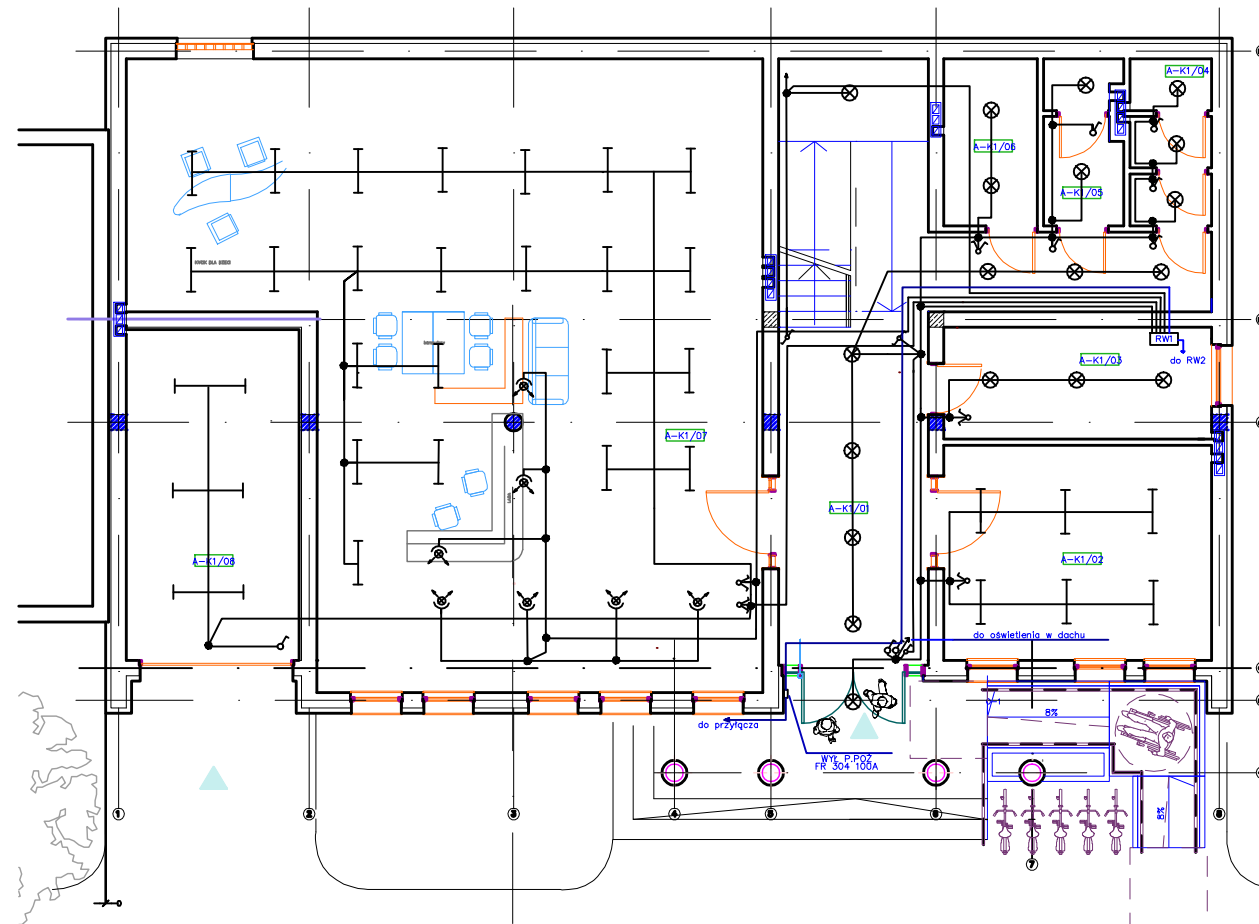 A-K1/04
A-K1/06
A-K1/05
RW1
A-K1/03
do RW2
A-K1/07
A-K1/01
A-K1/08
A-K1/02
do oświetlenia w dachu
do przyłącza
8%
WYŁ P.POŻ
FR 304 100A
8%
1
2
3
4
5
6
8
7